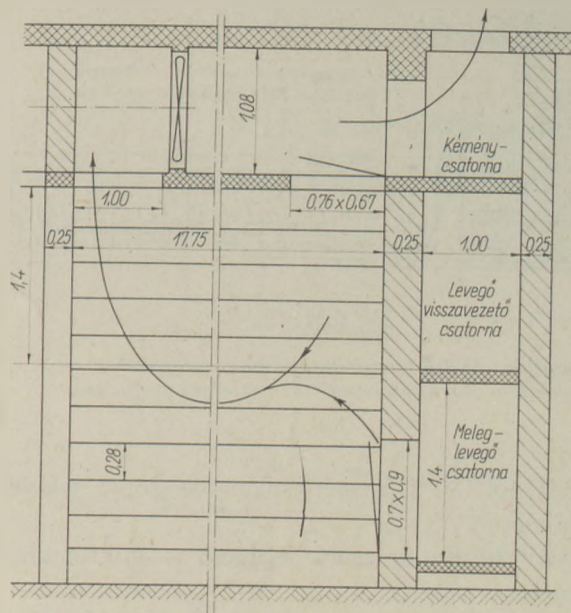 1,08
Kémény-
csatorna
1,00
0,76 x 0,67
0,25
17,75
0,25
1,00
0,25
1,4
Levegő
visszavezető
csatorna
Meleg-
levegő
csatorna
0,28
0,7 x 0,9
1,4